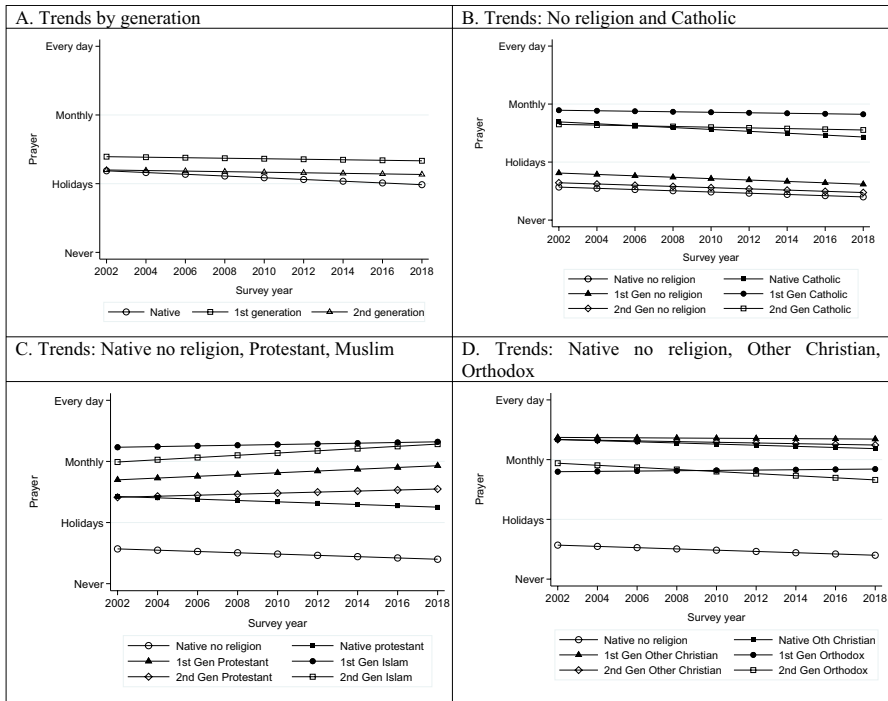 A. Trends by generation
Every day
Monthly
Holidays
Never
Prayer
2002 2004 2006 2008 2010 2012 2014 2016 2018
Survey year
Native 1st generation 2nd generation
B. Trends: No religion and Catholic
Every day
Monthly
Holidays
Never
Prayer
2002 2004 2006 2008 2010 2012 2014 2016 2018
Survey year
Native no religion Native Catholic
1st Gen no religion 1st Gen Catholic
2nd Gen no religion 2nd Gen Catholic
C. Trends: Native no religion, Protestant, Muslim
Every day
Monthly
Holidays
Never
Prayer
2002 2004 2006 2008 2010 2012 2014 2016 2018
Survey year
Native no religion Native protestant
1st Gen Protestant 1st Gen Islam
2nd Gen Protestant 2nd Gen Islam
D. Trends: Native no religion, Other Christian,
Orthodox
Every day
Monthly
Holidays
Never
Prayer
2002 2004 2006 2008 2010 2012 2014 2016 2018
Survey year
Native no religion Native Oth Christian
1st Gen Other Christian 1st Gen Orthodox
2nd Gen Other Christian 2nd Gen Orthodox